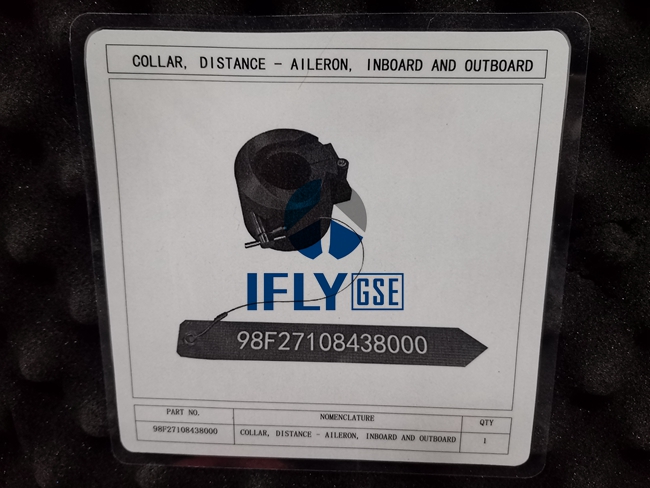 COLLAR, DISTANCE - AILERON, INBOARD AND OUTBOARD
IFLY GSE
98F27108438000
PART NO. NOMENCLATURE QTY
98F27108438000 COLLAR, DISTANCE - AILERON, INBOARD AND OUTBOARD 1